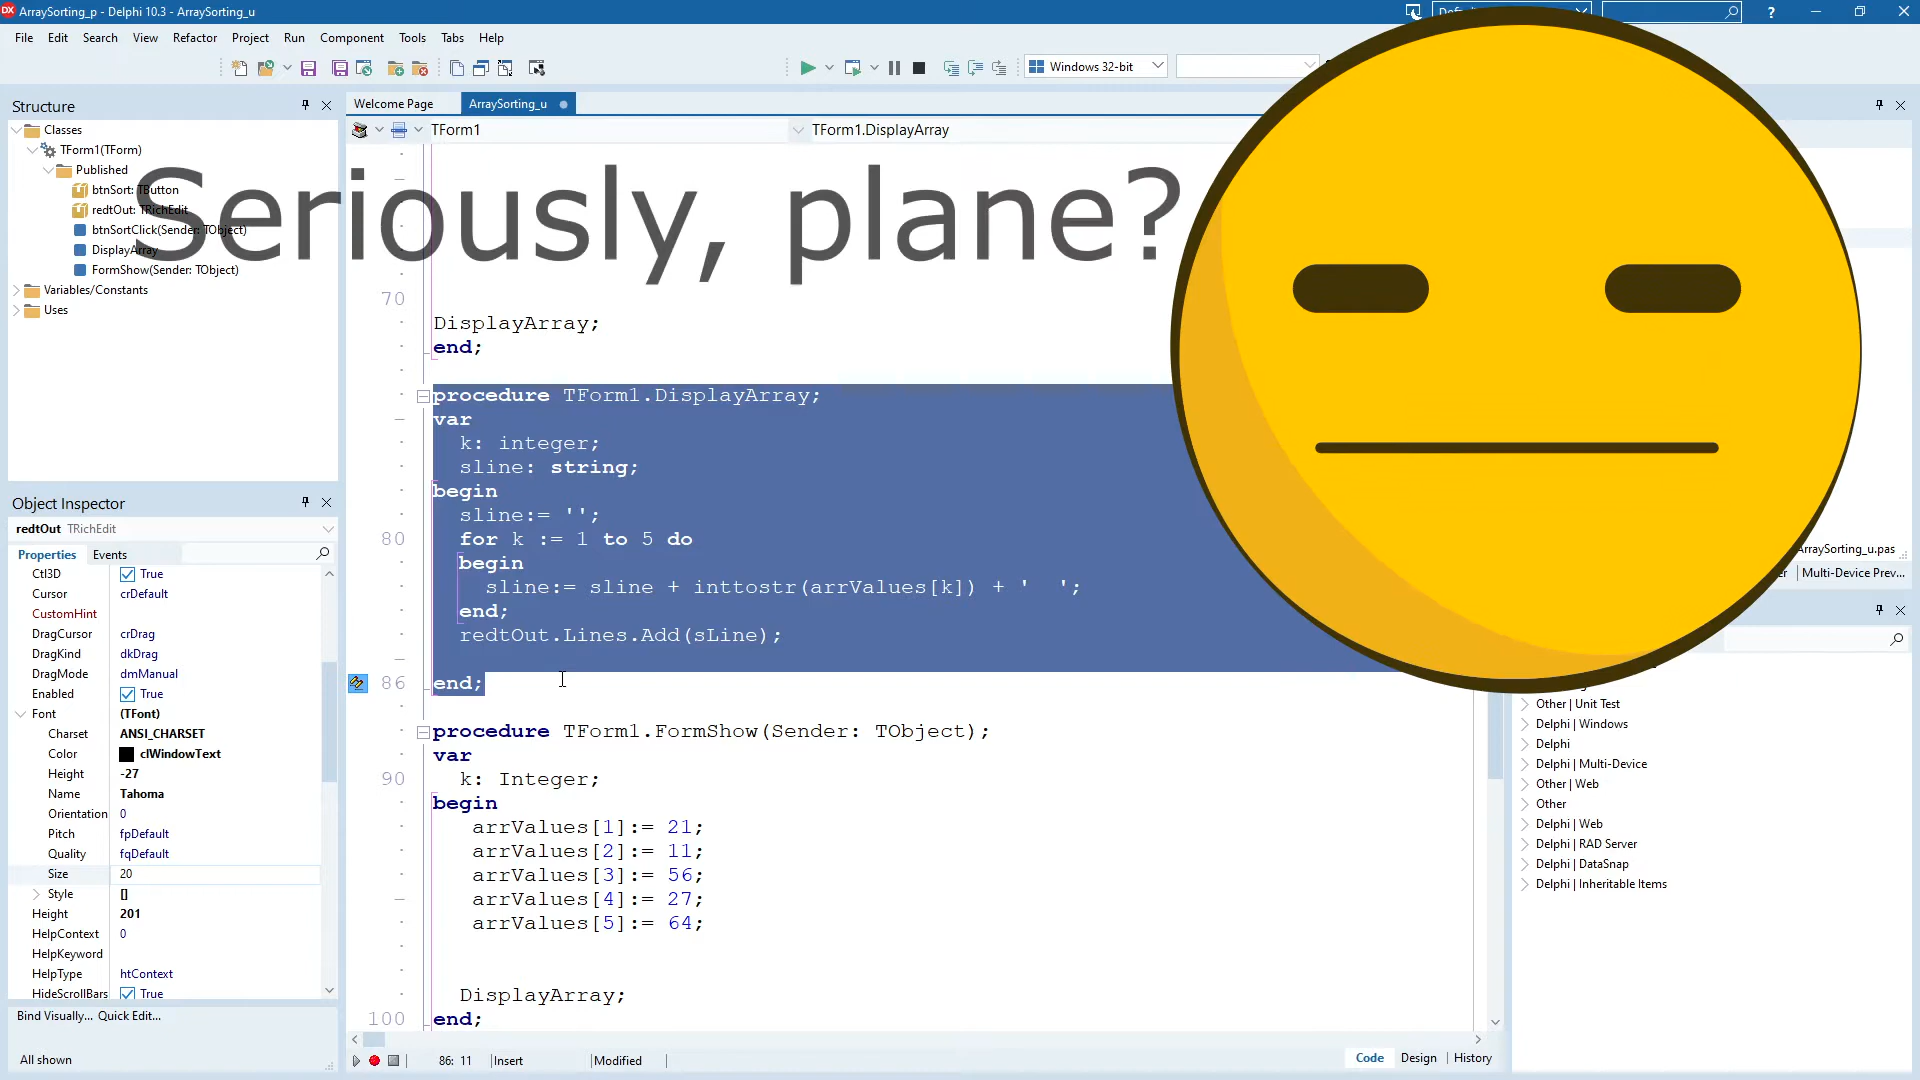 ArraySorting_p - Delphi 10.3 - ArraySorting_u
File Edit Search View Refactor Project Run Component Tools Tabs Help
Windows 32-bit
Structure
Classes
TForm1(TForm)
Published
btnSort: TButton
redtOut: TRichEdit
btnSortClick(Sender: TObject)
DisplayArray
FormShow(Sender: TObject)
Variables/Constants
Uses
Seriously, plane?
Welcome Page ArraySorting_u
TForm1 TForm1.DisplayArray
70
DisplayArray;
end;
procedure TForm1.DisplayArray;
var
k: integer;
sline: string;
begin
sline:= '';
80 for k := 1 to 5 do
begin
sline:= sline + inttostr(arrValues[k]) + '  ';
end;
redtOut.Lines.Add(sLine);
86 end;
procedure TForm1.FormShow(Sender: TObject);
var
90 k: Integer;
begin
arrValues[1]:= 21;
arrValues[2]:= 11;
arrValues[3]:= 56;
arrValues[4]:= 27;
arrValues[5]:= 64;
DisplayArray;
100 end;
86: 11 Insert Modified
Code Design History
Object Inspector
redtOut TRichEdit
Properties Events
Ctl3D True
Cursor crDefault
CustomHint
DragCursor crDrag
DragKind dkDrag
DragMode dmManual
Enabled True
Font (TFont)
Charset ANSI_CHARSET
Color clWindowText
Height -27
Name Tahoma
Orientation 0
Pitch fpDefault
Quality fqDefault
Size 20
Style []
Height 201
HelpContext 0
HelpKeyword
HelpType htContext
HideScrollBars True
Bind Visually... Quick Edit...
All shown
ArraySorting_u.pas
Multi-Device Prev...
Other | Unit Test
Delphi | Windows
Delphi
Delphi | Multi-Device
Other | Web
Other
Delphi | Web
Delphi | RAD Server
Delphi | DataSnap
Delphi | Inheritable Items